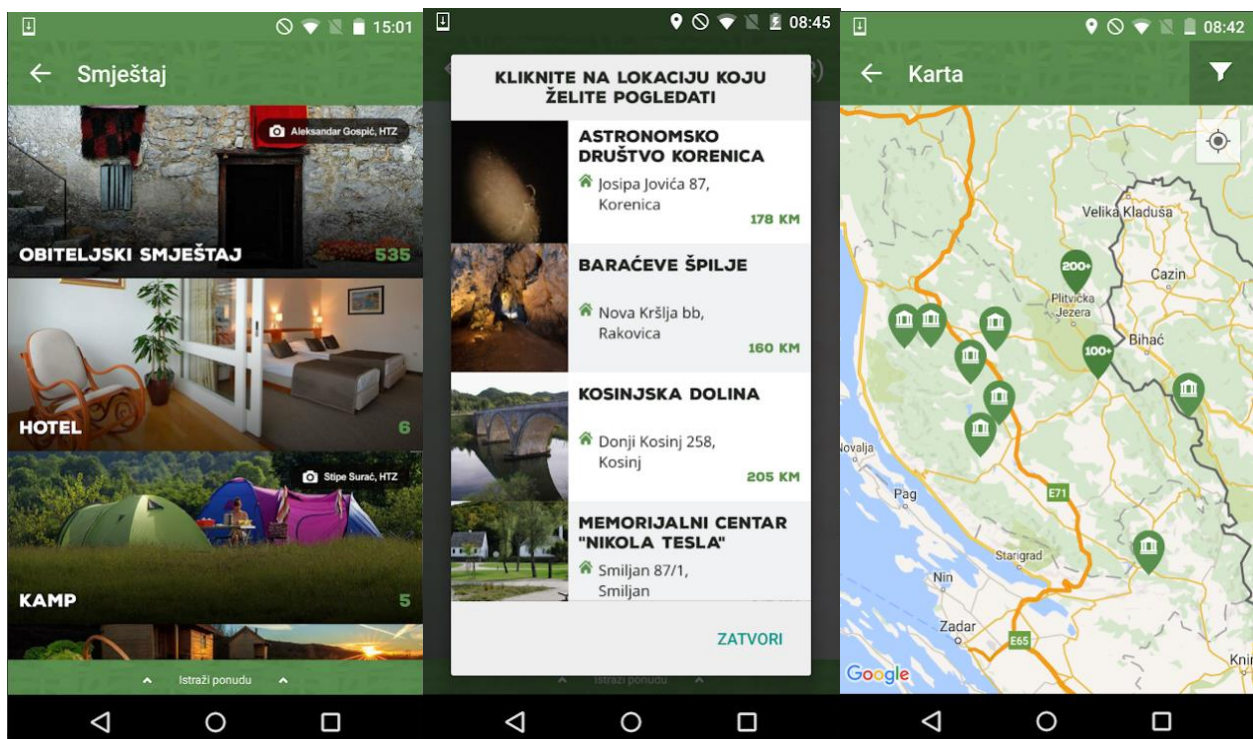 15:01
Smještaj
Aleksandar Gospić, HTZ
OBITELJSKI SMJEŠTAJ
535
HOTEL
6
Stipe Surać, HTZ
KAMP
5
Istraži ponudu
08:45
R)
KLIKNITE NA LOKACIJU KOJU
ŽELITE POGLEDATI
ASTRONOMSKO
DRUŠTVO KORENICA
Josipa Jovića 87,
Korenica
178 KM
BARAĆEVE ŠPILJE
Nova Kršlja bb,
Rakovica
160 KM
KOSINJSKA DOLINA
Donji Kosinj 258,
Kosinj
205 KM
MEMORIJALNI CENTAR
"NIKOLA TESLA"
Smiljan 87/1,
Smiljan
ZATVORI
Istraži ponudu
08:42
Karta
Velika Kladuša
200+
Cazin
Plitvička
Jezera
Bihać
100+
Novalja
Pag
E71
Starigrad
Nin
Zadar
E65
Knin
Google